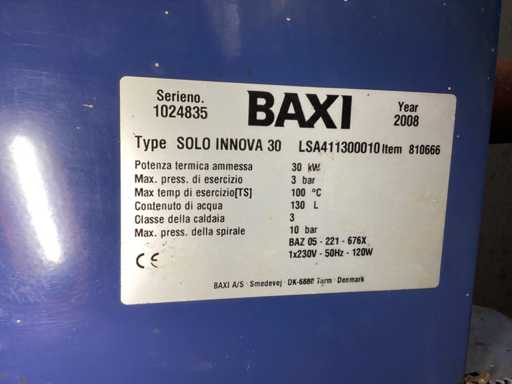 Serieno. BAXI Year
1024835 2008
Type SOLO INNOVA 30 LSA411300010 Item 810666
Potenza termica ammessa 30 kW
Max. press. di esercizio 3 bar
Max temp di esercizio[TS] 100 °C
Contenuto di acqua 130 L
Classe della caldaia 3
Max. press. della spirale 10 bar
BAZ 05 - 221 - 676X
CE 1x230V - 50Hz - 120W
BAXI A/S · Smedevej · DK-6880 Tarm · Denmark